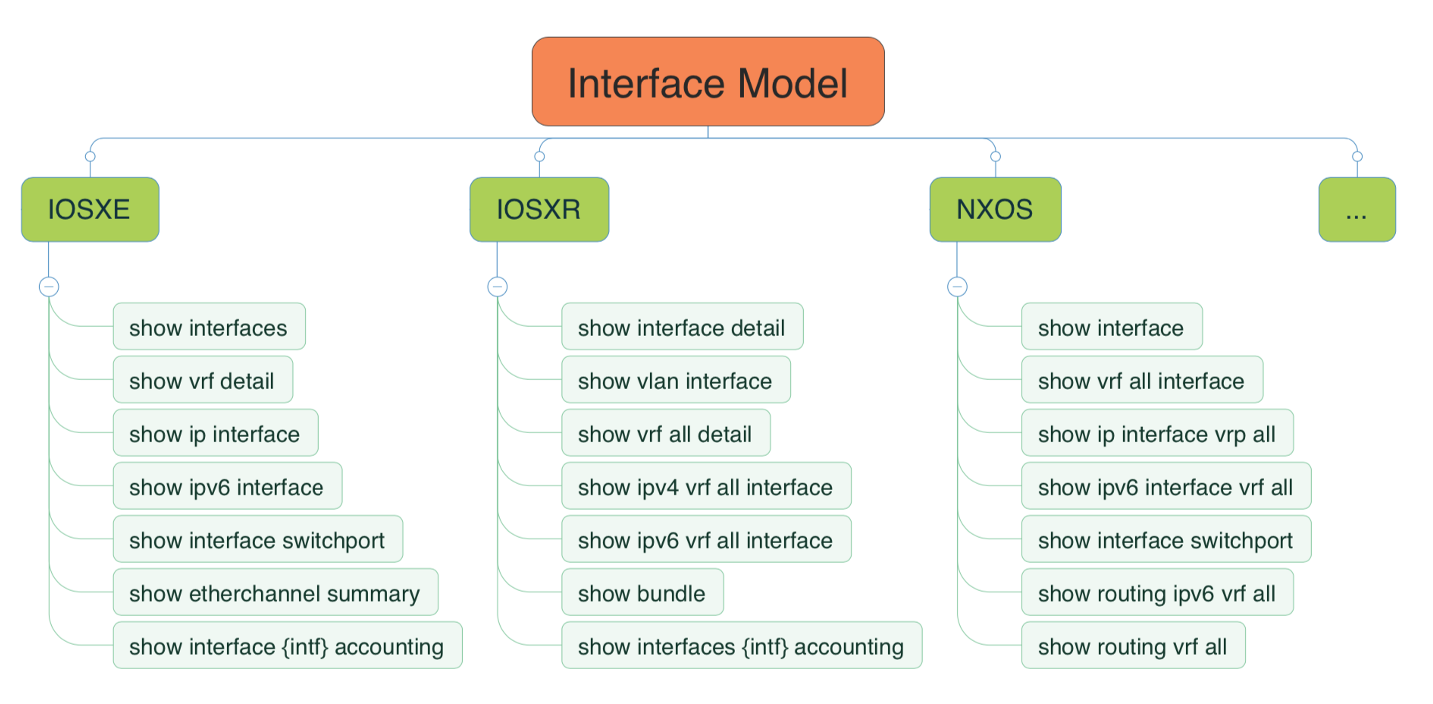 Interface Model
IOSXE
show interfaces
show vrf detail
show ip interface
show ipv6 interface
show interface switchport
show etherchannel summary
show interface {intf} accounting
IOSXR
show interface detail
show vlan interface
show vrf all detail
show ipv4 vrf all interface
show ipv6 vrf all interface
show bundle
show interfaces {intf} accounting
NXOS
show interface
show vrf all interface
show ip interface vrp all
show ipv6 interface vrf all
show interface switchport
show routing ipv6 vrf all
show routing vrf all
...